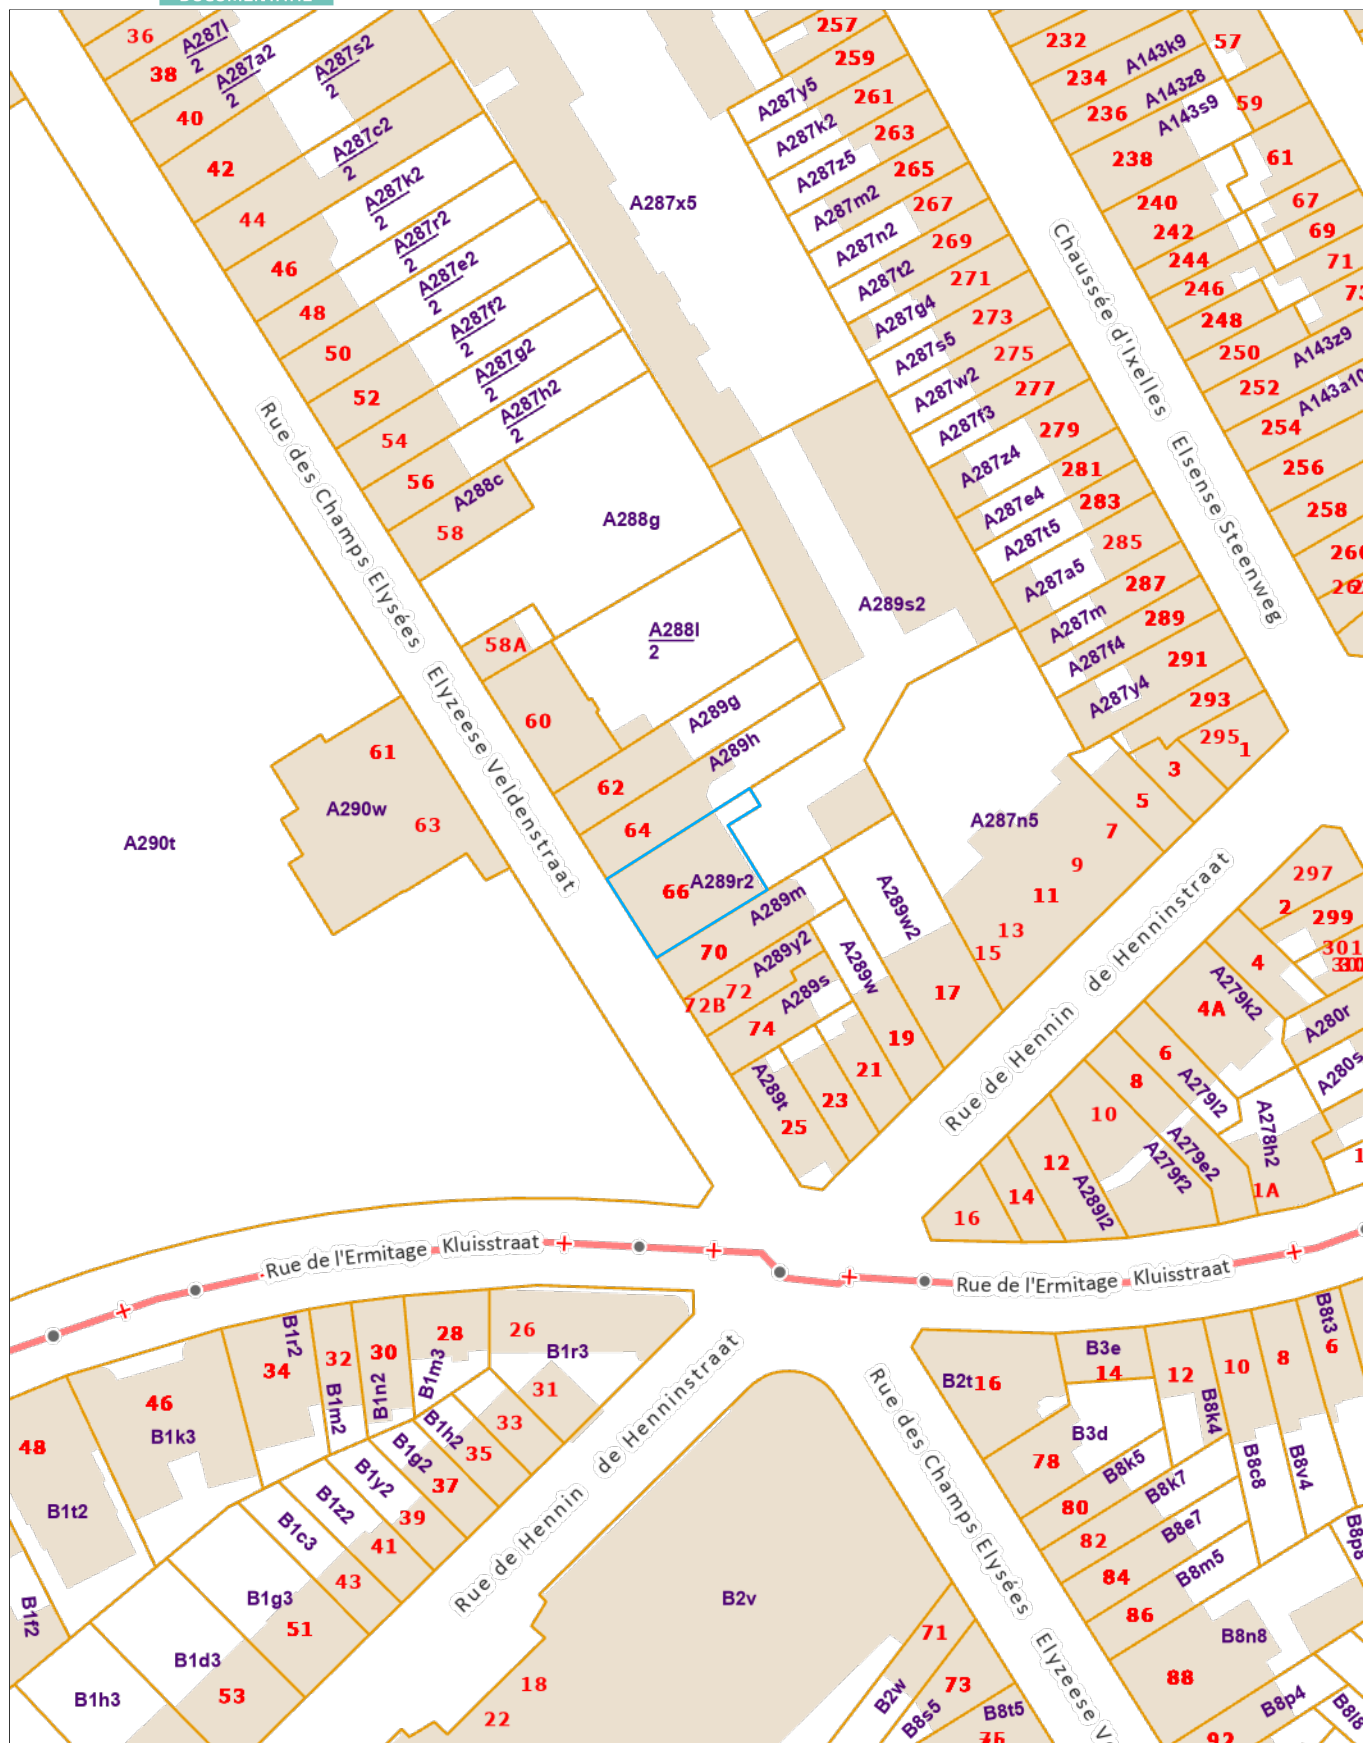 36
A287l
2
38
A287a2
2
A287s2
2
40
42
A287c2
2
44
A287k2
2
46
A287r2
2
48
A287e2
2
50
A287f2
2
52
A287g2
2
54
A287h2
2
56
A288c
58
A287x5
A288g
A288l
2
58A
60
A289g
A289h
62
64
66
A289r2
A289m
70
A289y2
72
72B
A289s
74
A289t
25
23
21
19
17
A289w
A289w2
A289s2
A287n5
257
259
A287y5
261
A287k2
263
A287z5
265
A287m2
267
A287n2
269
A287t2
271
A287g4
273
A287s5
275
A287w2
277
A287f3
279
A287z4
281
A287e4
283
A287t5
285
A287a5
287
A287m
289
A287f4
291
A287y4
293
295
1
3
5
7
9
11
13
15
232
A143k9
57
234
A143z8
236
A143s9
59
238
61
240
67
242
69
244
71
246
248
A143z9
250
252
254
256
258
Chaussée d'Ixelles Elsense Steenweg
Rue des Champs Elysées Elyzeese Veldenstraat
61
A290w
63
A290t
Rue de Hennin de Henninstraat
297
2
299
301
4
A279k2
4A
A280r
6
A280s
8
A279l2
10
A278h2
A279e2
A279f2
12
1A
A289l2
14
16
Rue de l'Ermitage Kluisstraat
Rue de l'Ermitage Kluisstraat
B1r2
34
32
B1m2
30
B1n2
28
B1m3
26
B1r3
31
33
B1h2
35
B1g2
37
B1y2
39
B1z2
41
B1c3
43
B1g3
51
B1d3
53
B1h3
46
B1k3
48
B1t2
B1f2
Rue de Hennin de Henninstraat
B2v
18
22
Rue des Champs Elysées
71
B2w
73
B8s5
B8t5
B2t
16
B3e
14
B3d
12
10
8
B8t3
6
B8k4
B8c8
B8v4
78
B8k5
80
B8k7
82
B8e7
84
B8m5
86
B8n8
88
B8p4